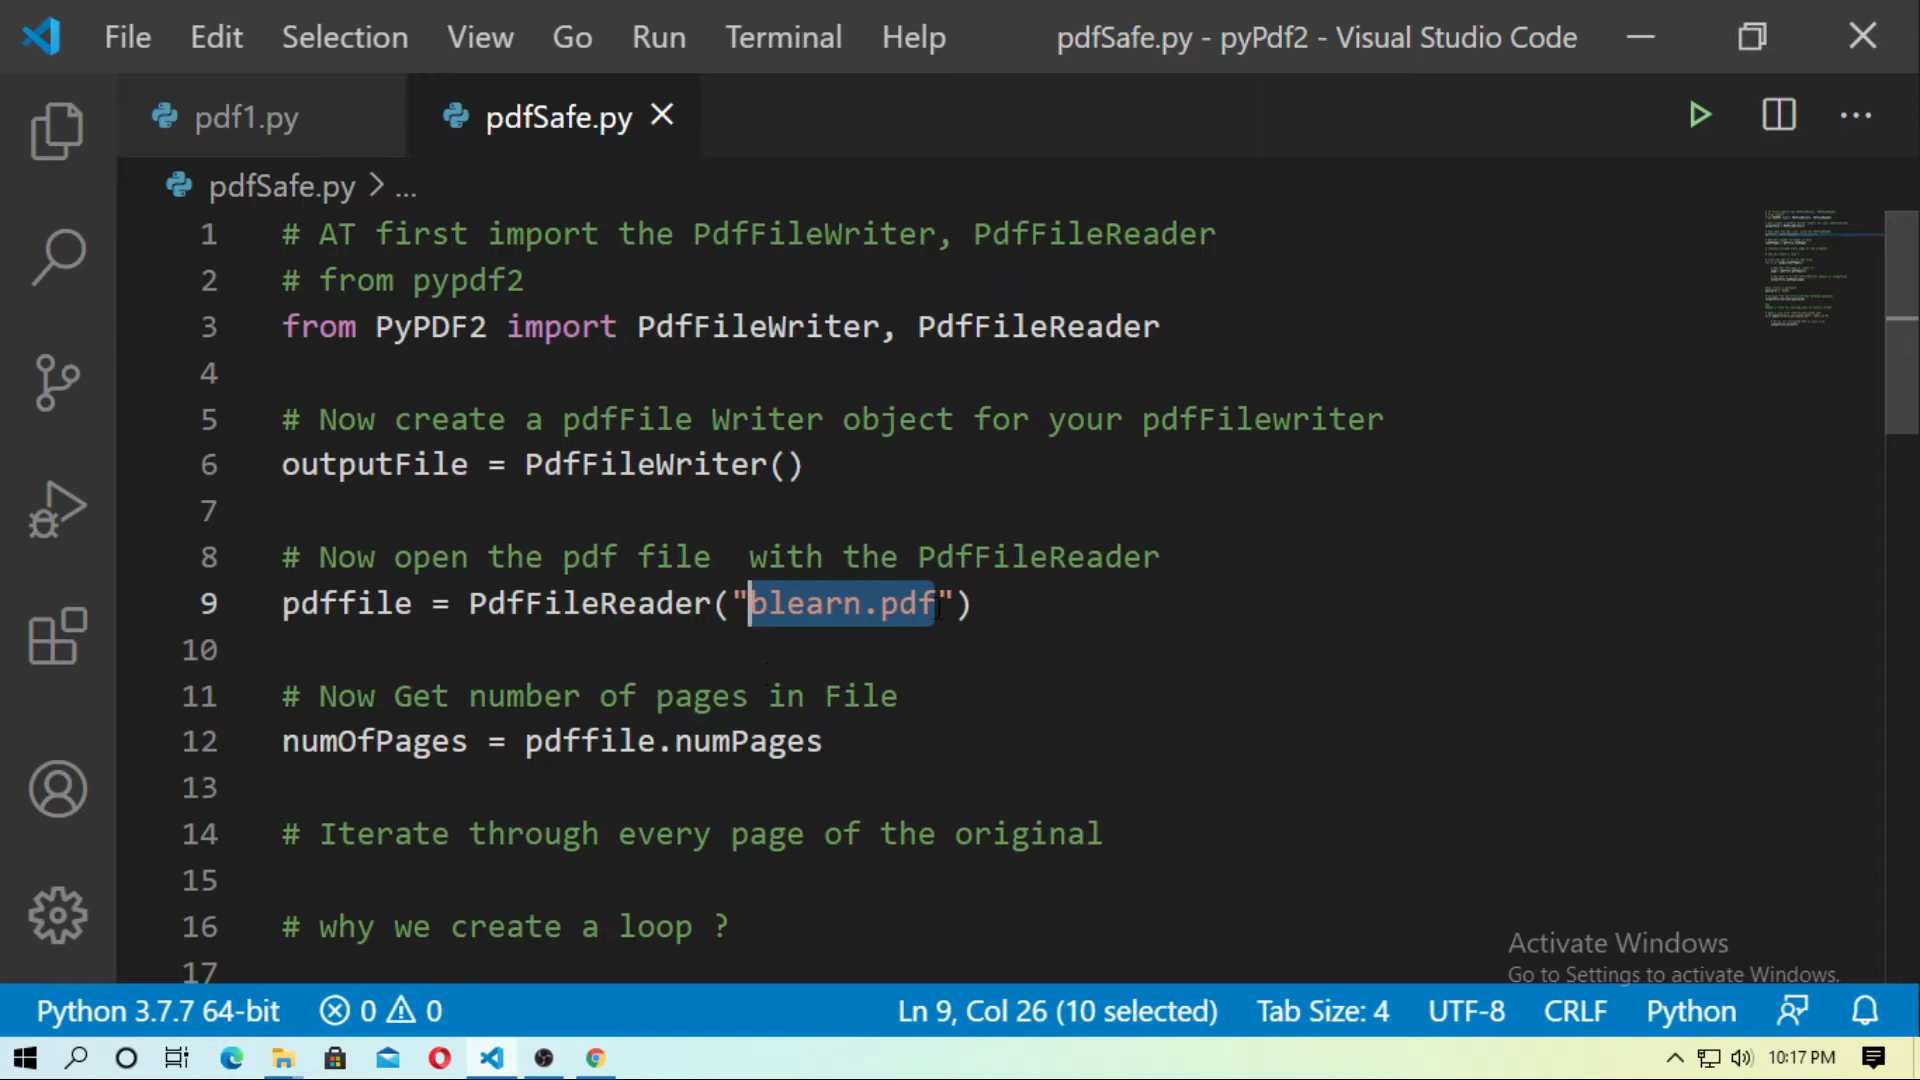 File Edit Selection View Go Run Terminal Help pdfSafe.py - pyPdf2 - Visual Studio Code
pdf1.py pdfSafe.py
pdfSafe.py > ...
1 # AT first import the PdfFileWriter, PdfFileReader
2 # from pypdf2
3 from PyPDF2 import PdfFileWriter, PdfFileReader
4
5 # Now create a pdfFile Writer object for your pdfFilewriter
6 outputFile = PdfFileWriter()
7
8 # Now open the pdf file  with the PdfFileReader
9 pdffile = PdfFileReader("blearn.pdf")
10
11 # Now Get number of pages in File
12 numOfPages = pdffile.numPages
13
14 # Iterate through every page of the original
15
16 # why we create a loop ?
17
Activate Windows
Go to Settings to activate Windows.
Python 3.7.7 64-bit 0 0 Ln 9, Col 26 (10 selected) Tab Size: 4 UTF-8 CRLF Python
10:17 PM